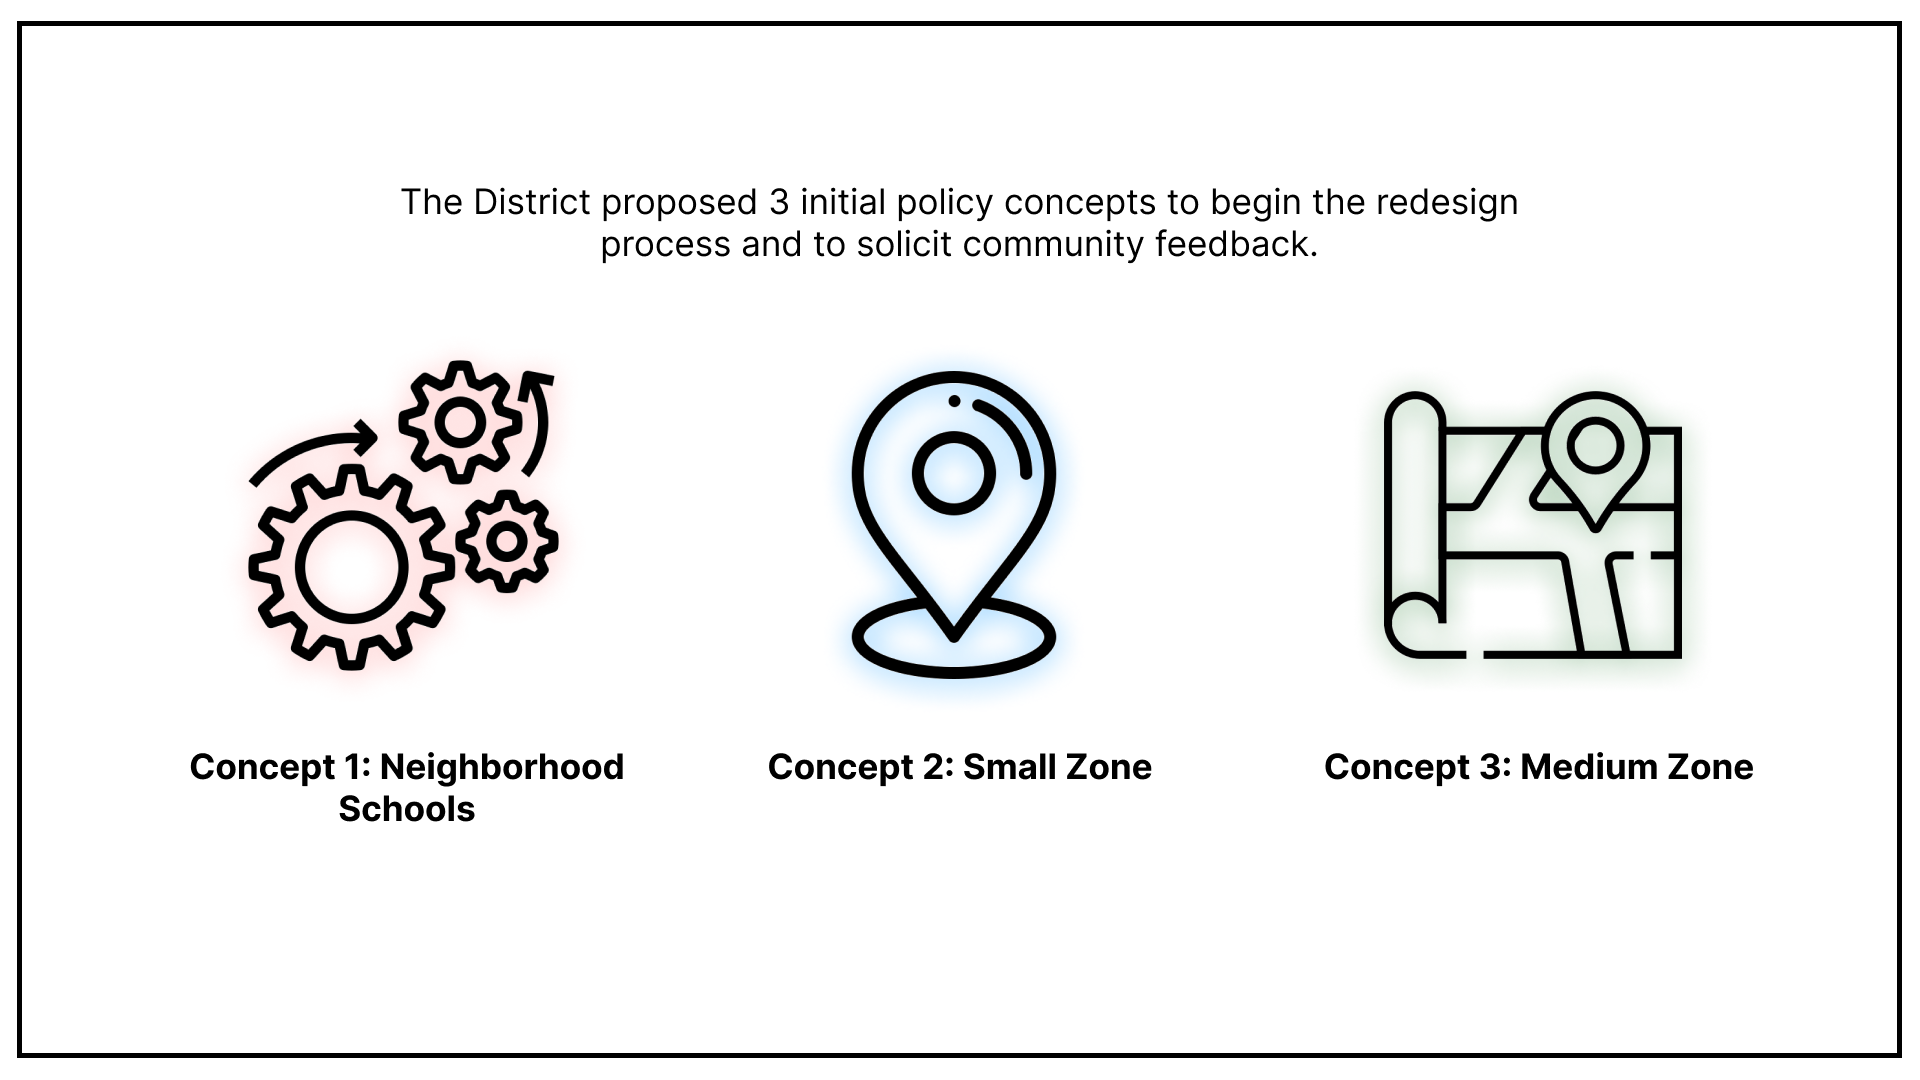 The District proposed 3 initial policy concepts to begin the redesign
process and to solicit community feedback.
Concept 1: Neighborhood
Schools
Concept 2: Small Zone
Concept 3: Medium Zone